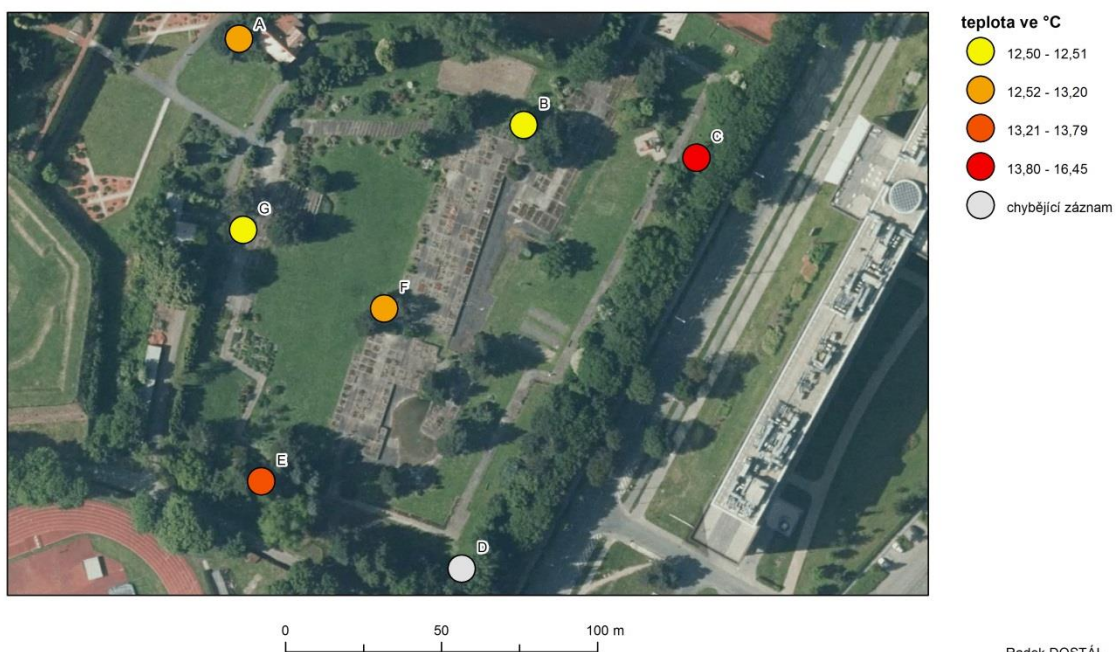 teplota ve °C
12,50 - 12,51
12,52 - 13,20
13,21 - 13,79
13,80 - 16,45
chybějící záznam
A
B
C
G
F
E
D
0 50 100 m
Radek DOSTÁL